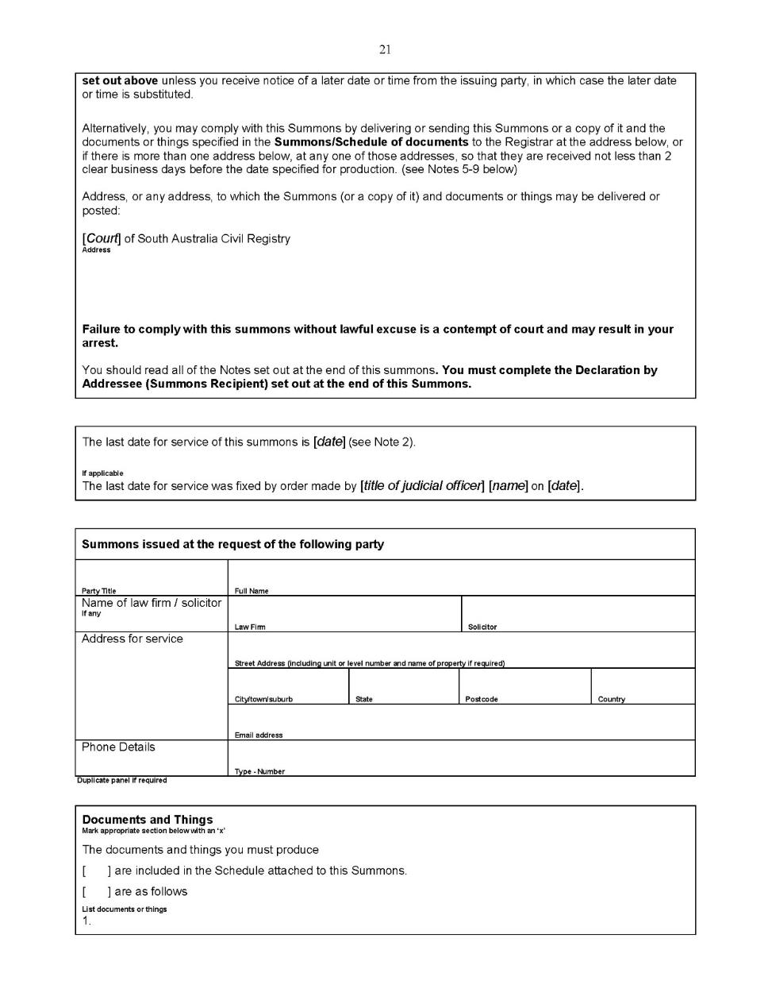 21
set out above unless you receive notice of a later date or time from the issuing party, in which case the later date
or time is substituted.
Alternatively, you may comply with this Summons by delivering or sending this Summons or a copy of it and the
documents or things specified in the Summons/Schedule of documents to the Registrar at the address below, or
if there is more than one address below, at any one of those addresses, so that they are received not less than 2
clear business days before the date specified for production. (see Notes 5-9 below)
Address, or any address, to which the Summons (or a copy of it) and documents or things may be delivered or
posted:
[Court] of South Australia Civil Registry
Address
Failure to comply with this summons without lawful excuse is a contempt of court and may result in your
arrest.
You should read all of the Notes set out at the end of this summons. You must complete the Declaration by
Addressee (Summons Recipient) set out at the end of this Summons.
The last date for service of this summons is [date] (see Note 2).
If applicable
The last date for service was fixed by order made by [title of judicial officer] [name] on [date].
Summons issued at the request of the following party
Party Title
Full Name
Name of law firm / solicitor
If any
Law Firm
Solicitor
Address for service
Street Address (including unit or level number and name of property if required)
City/town/suburb
State
Postcode
Country
Email address
Phone Details
Type - Number
Duplicate panel if required
Documents and Things
Mark appropriate section below with an ‘x’
The documents and things you must produce
[ ] are included in the Schedule attached to this Summons.
[ ] are as follows
List documents or things
1.